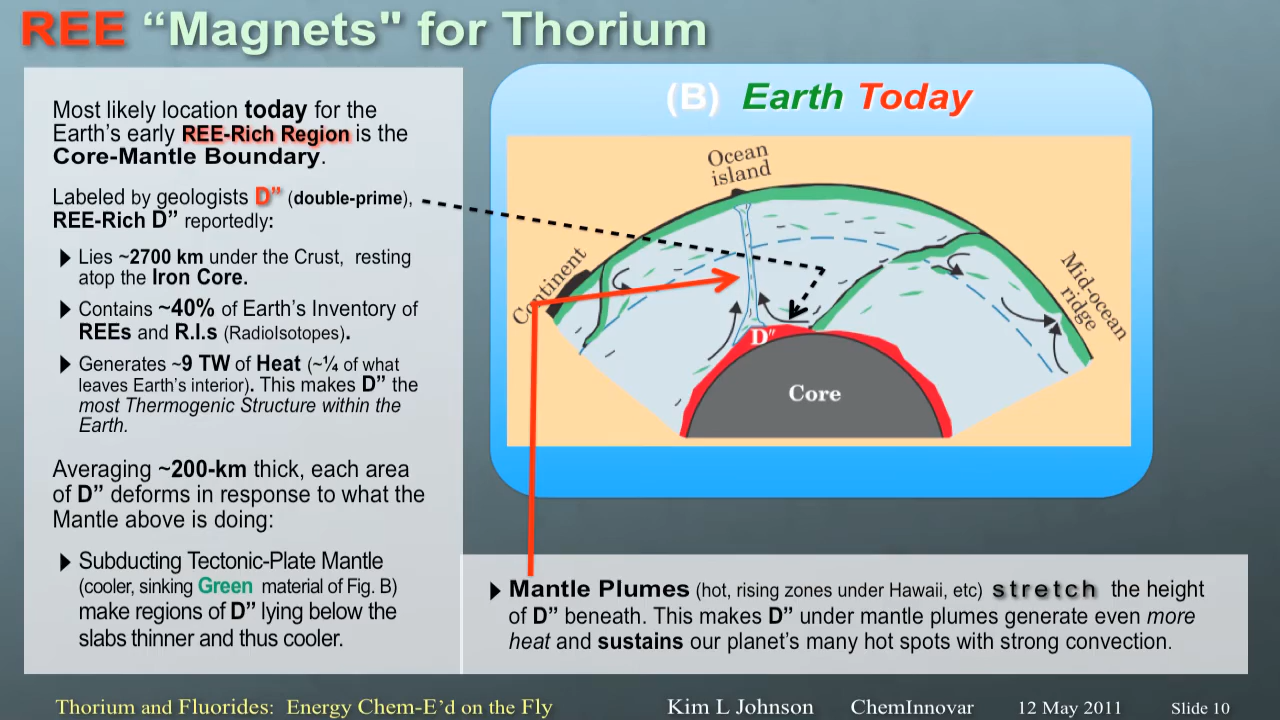 REE “Magnets" for Thorium
Most likely location today for the
Earth’s early REE-Rich Region is the
Core-Mantle Boundary.
Labeled by geologists D” (double-prime),
REE-Rich D” reportedly:
Lies ~2700 km under the Crust, resting
atop the Iron Core.
Contains ~40% of Earth’s Inventory of
REEs and R.I.s (RadioIsotopes).
Generates ~9 TW of Heat (~¼ of what
leaves Earth’s interior). This makes D” the
most Thermogenic Structure within the
Earth.
Averaging ~200-km thick, each area
of D” deforms in response to what the
Mantle above is doing:
Subducting Tectonic-Plate Mantle
(cooler, sinking Green material of Fig. B)
make regions of D” lying below the
slabs thinner and thus cooler.
(B) Earth Today
Ocean
island
Continent
Mid-ocean
ridge
D″
Core
Mantle Plumes (hot, rising zones under Hawaii, etc) stretch the height
of D” beneath. This makes D” under mantle plumes generate even more
heat and sustains our planet’s many hot spots with strong convection.
Thorium and Fluorides: Energy Chem-E’d on the Fly
Kim L Johnson ChemInnovar 12 May 2011 Slide 10